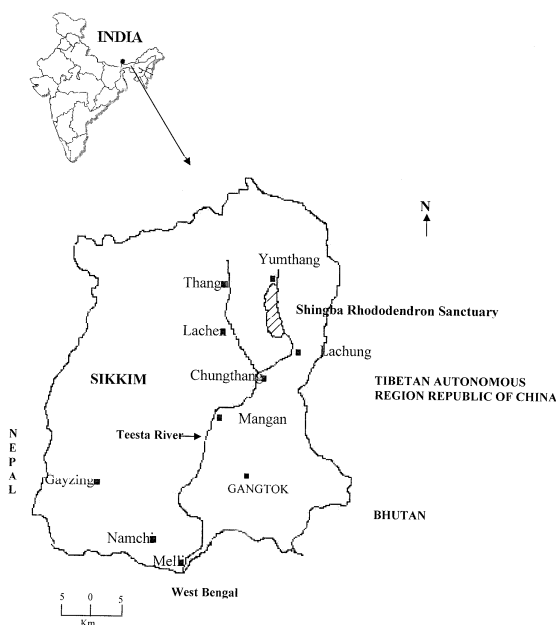 INDIA
N
Yumthang
Thang
Shingba Rhododendron Sanctuary
Lachen
Lachung
SIKKIM
Chungthang
TIBETAN AUTONOMOUS
REGION REPUBLIC OF CHINA
Mangan
NEPAL
Teesta River
Gayzing
GANGTOK
BHUTAN
Namchi
Melli
West Bengal
5 0 5
Km